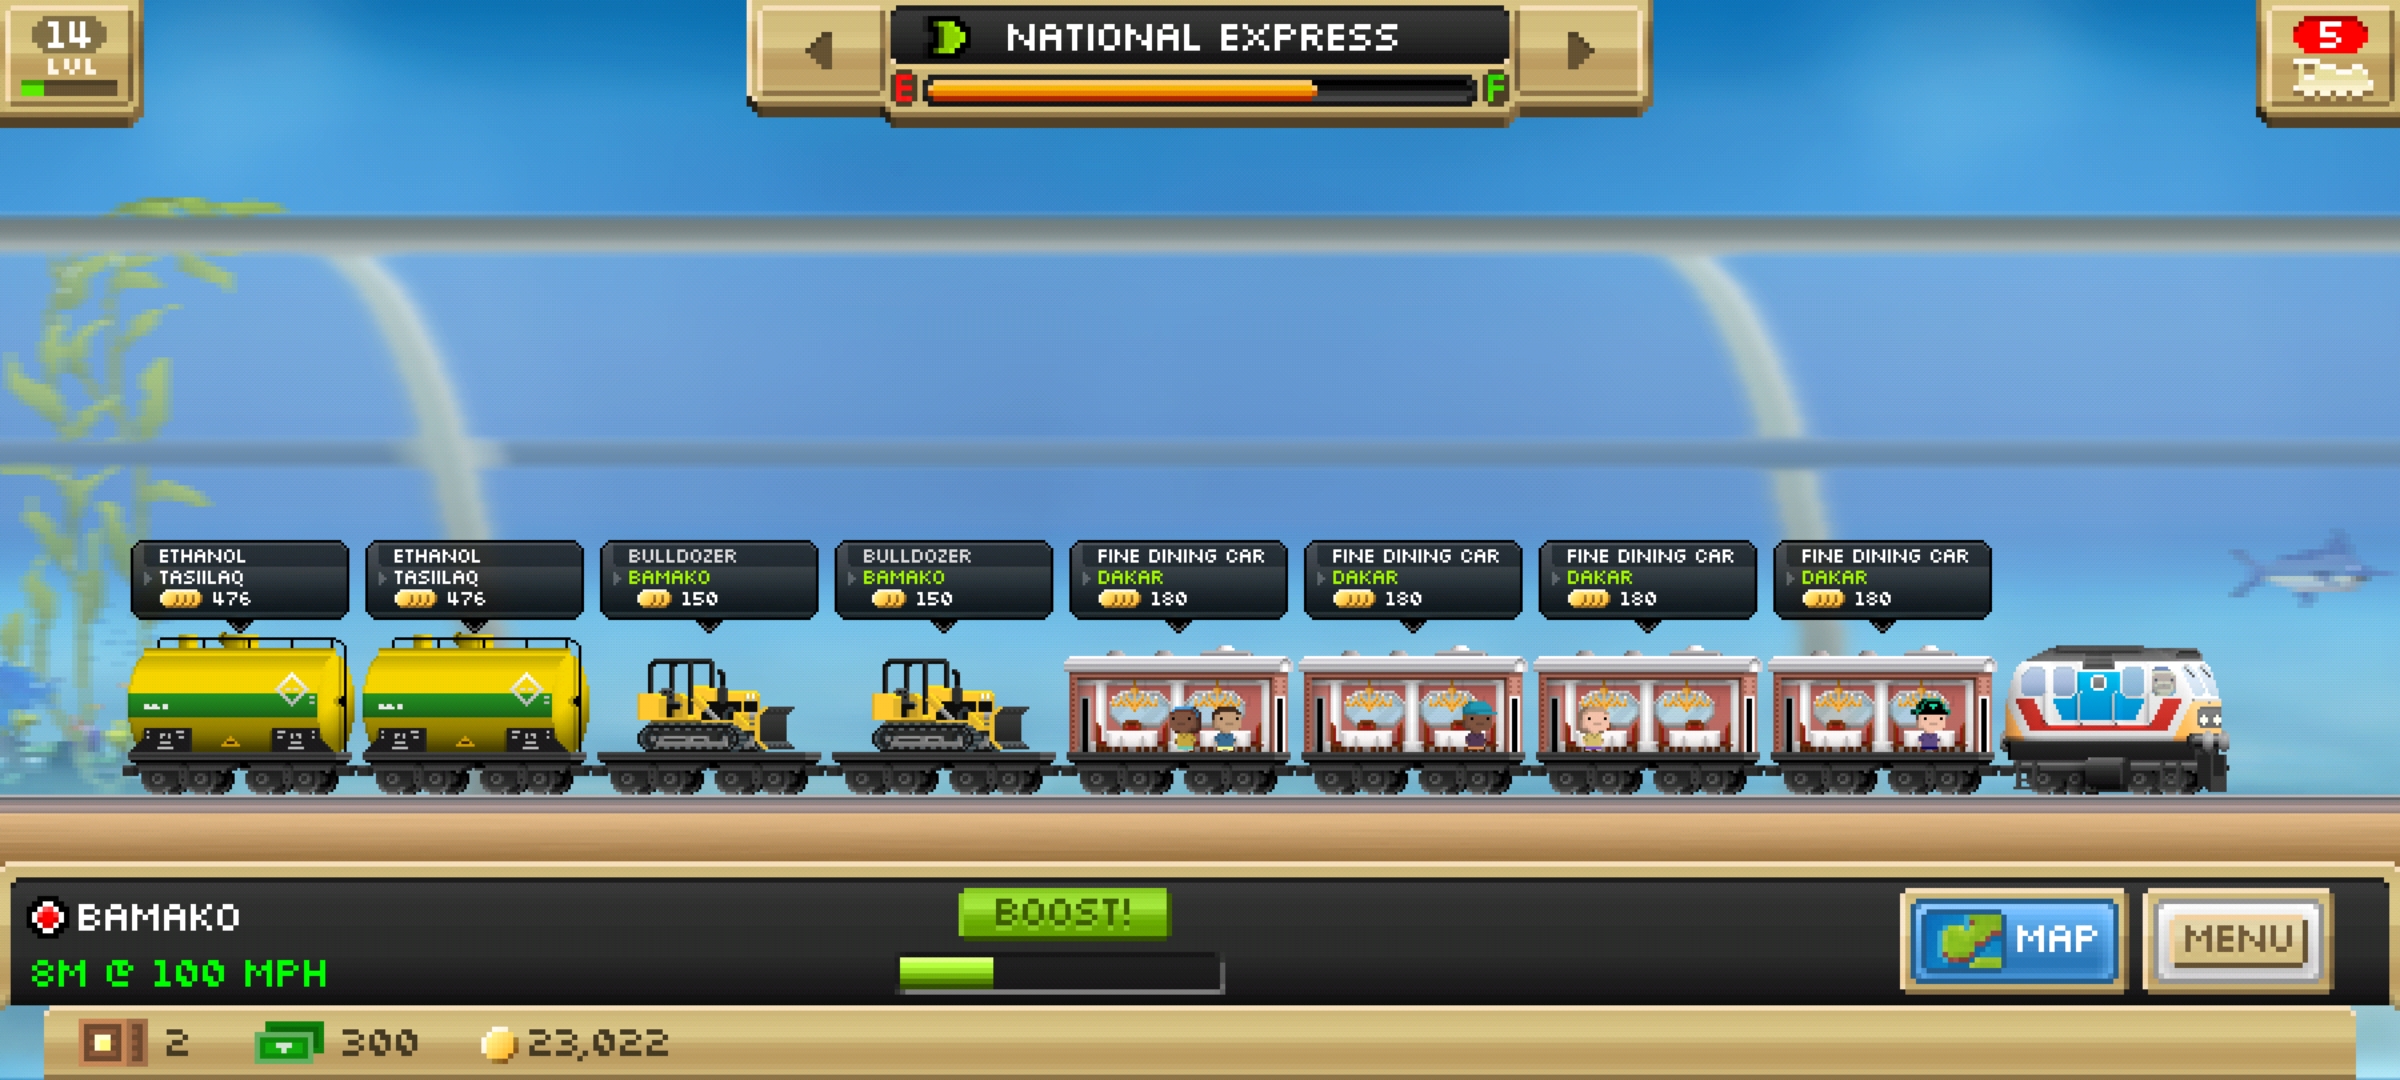 14
LVL
NATIONAL EXPRESS
E
F
5
ETHANOL
TASIILAQ
476
ETHANOL
TASIILAQ
476
BULLDOZER
BAMAKO
150
BULLDOZER
BAMAKO
150
FINE DINING CAR
DAKAR
180
FINE DINING CAR
DAKAR
180
FINE DINING CAR
DAKAR
180
FINE DINING CAR
DAKAR
180
BAMAKO
8M @ 100 MPH
BOOST!
MAP
MENU
2
300
23,022